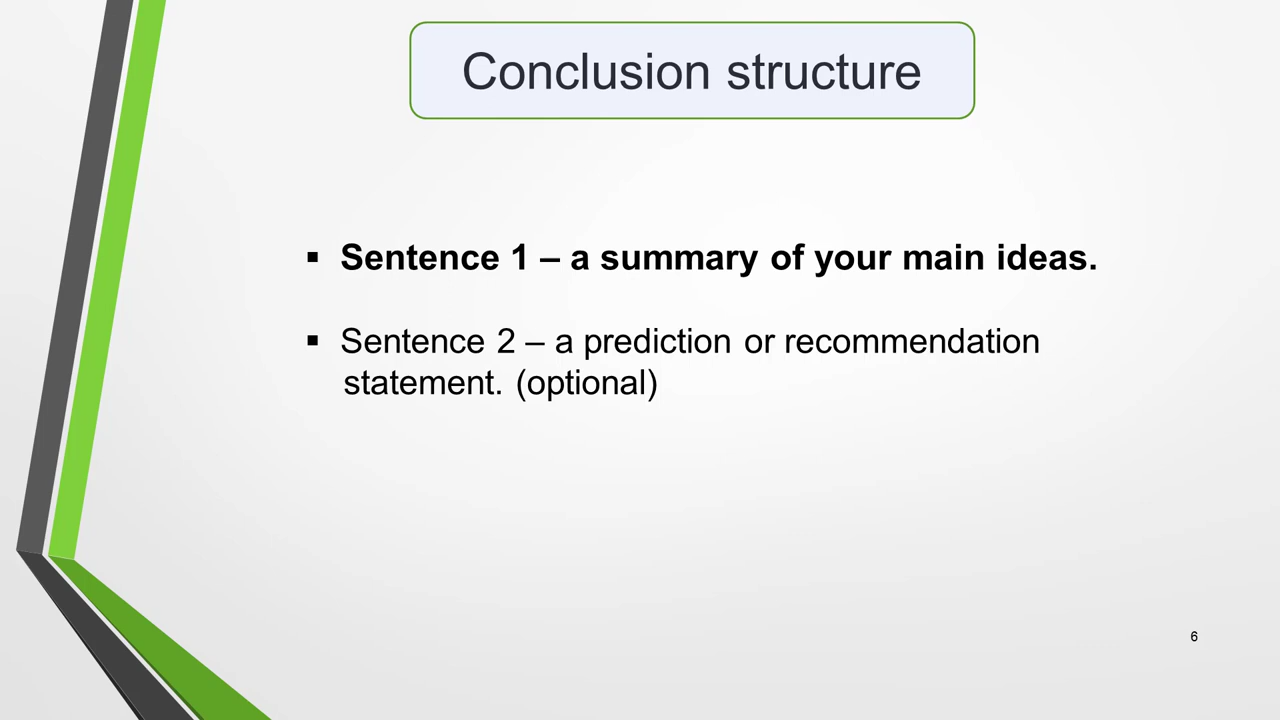 Conclusion structure
▪ Sentence 1 – a summary of your main ideas.
▪ Sentence 2 – a prediction or recommendation
statement. (optional)
6